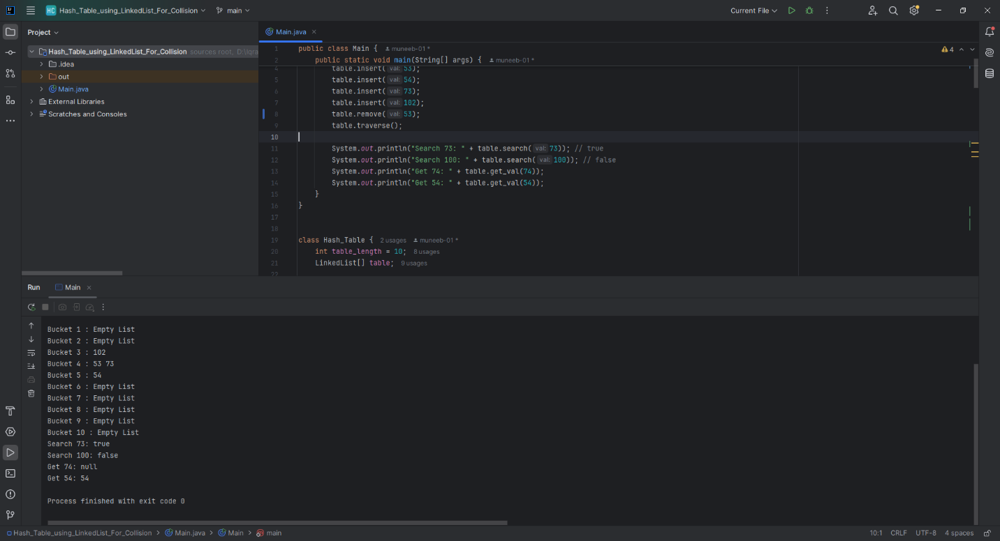 HC Hash_Table_using_LinkedList_For_Collision main Current File
Project
Main.java
Hash_Table_using_LinkedList_For_Collision sources root, D:\iqra
.idea
out
Main.java
External Libraries
Scratches and Consoles
4
1 public class Main { muneeb-01 *
2 public static void main(String[] args) { muneeb-01 *
4 table.insert( val: 53);
5 table.insert( val: 54);
6 table.insert( val: 73);
7 table.insert( val: 102);
8 table.remove( val: 53);
9 table.traverse();
10
11 System.out.println("Search 73: " + table.search( val: 73)); // true
12 System.out.println("Search 100: " + table.search( val: 100)); // false
13 System.out.println("Get 74: " + table.get_val(74));
14 System.out.println("Get 54: " + table.get_val(54));
15 }
16 }
17
18
19 class Hash_Table { 2 usages muneeb-01 *
20 int table_length = 10; 8 usages
21 LinkedList[] table; 9 usages
22
Run Main
Bucket 1 : Empty List
Bucket 2 : Empty List
Bucket 3 : 102
Bucket 4 : 53 73
Bucket 5 : 54
Bucket 6 : Empty List
Bucket 7 : Empty List
Bucket 8 : Empty List
Bucket 9 : Empty List
Bucket 10 : Empty List
Search 73: true
Search 100: false
Get 74: null
Get 54: 54
Process finished with exit code 0
Hash_Table_using_LinkedList_For_Collision > Main.java > Main > main 10:1 CRLF UTF-8 4 spaces